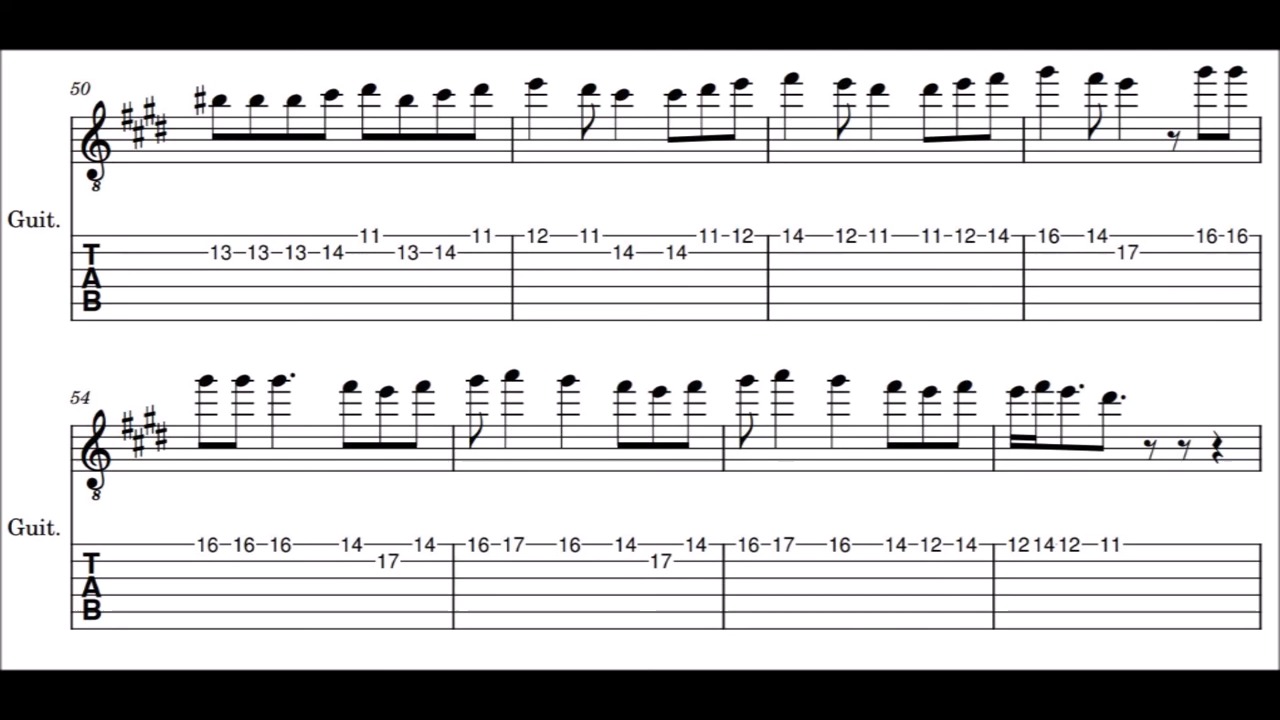 50
8
Guit.
11 11 12 11 11-12 14 12-11 11-12-14 16 14 16-16
T 13-13-13-14 13-14 14 14 17
A
B
54
8
Guit.
16-16-16 14 14 16-17 16 14 14 16-17 16 14-12-14 12 14 12 11
T 17 17
A
B